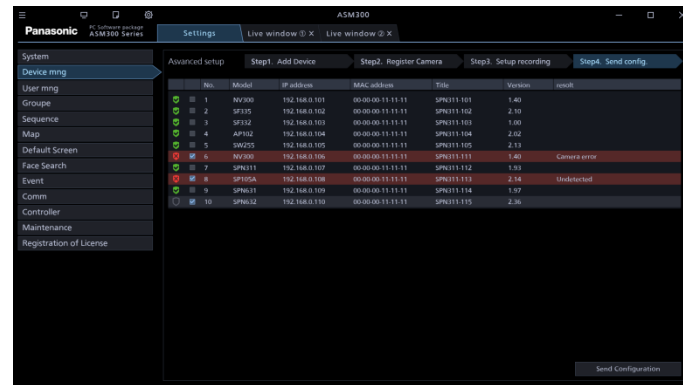 ASM300
Panasonic PC Software package ASM300 Series
Settings Live window ① X Live window ② X
System
Device mng
User mng
Groupe
Sequence
Map
Default Screen
Face Search
Event
Comm
Controller
Maintenance
Registration of License
Asvanced setup Step1. Add Device Step2. Register Camera Step3. Setup recording Step4. Send config.
No. Model IP address MAC address Title Version result
1 NV300 192.168.0.101 00-00-00-11-11-11 SPN311-101 1.40
2 SF335 192.168.0.102 00-00-00-11-11-11 SPN311-102 2.10
3 SF332 192.168.0.103 00-00-00-11-11-11 SPN311-103 1.00
4 AP102 192.168.0.104 00-00-00-11-11-11 SPN311-104 2.02
5 SW255 192.168.0.105 00-00-00-11-11-11 SPN311-105 2.13
6 NV300 192.168.0.106 00-00-00-11-11-11 SPN311-111 1.40 Camera error
7 SPN311 192.168.0.107 00-00-00-11-11-11 SPN311-112 1.93
8 SP105A 192.168.0.108 00-00-00-11-11-11 SPN311-113 2.14 Undetected
9 SPN631 192.168.0.109 00-00-00-11-11-11 SPN311-114 1.97
10 SPN632 192.168.0.110 00-00-00-11-11-11 SPN311-115 2.36
Send Configuration